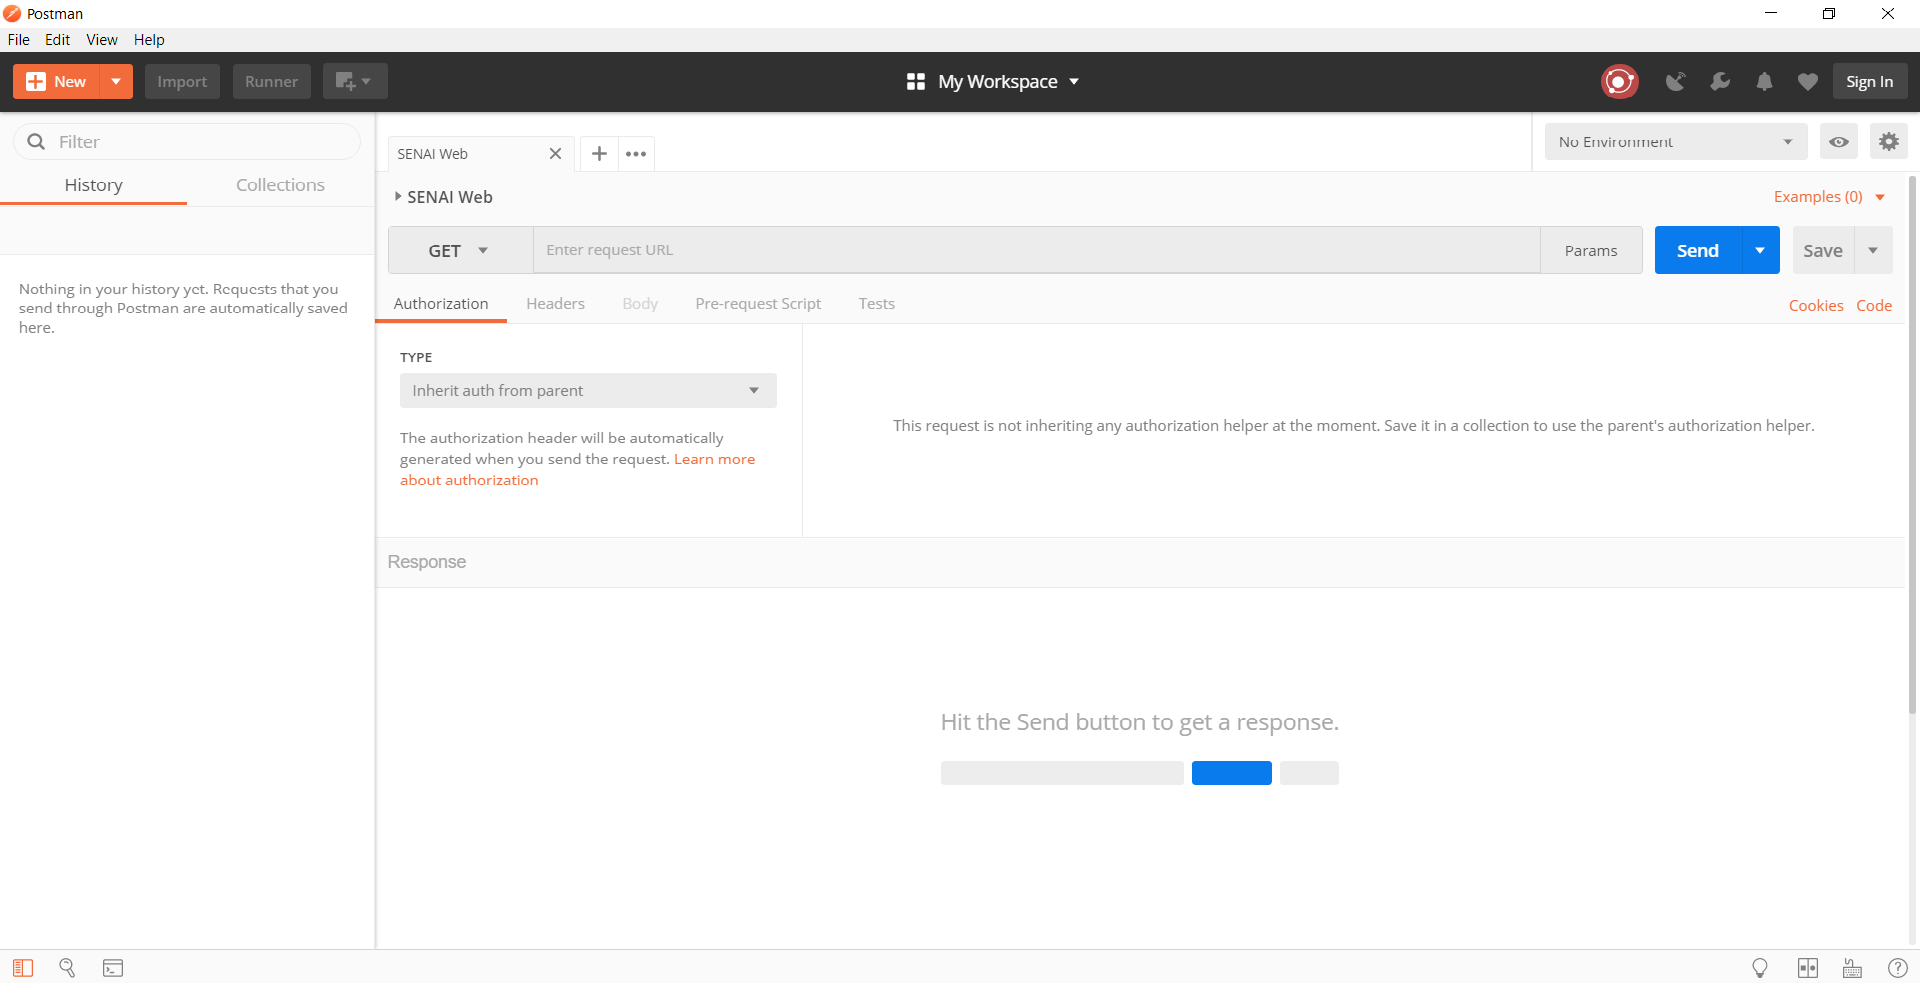 Postman
File Edit View Help
New Import Runner My Workspace Sign In
Filter
History Collections
Nothing in your history yet. Requests that you
send through Postman are automatically saved
here.
SENAI Web
No Environment
SENAI Web
Examples (0)
GET Enter request URL Params Send Save
Authorization Headers Body Pre-request Script Tests Cookies Code
TYPE
Inherit auth from parent
The authorization header will be automatically
generated when you send the request. Learn more
about authorization
This request is not inheriting any authorization helper at the moment. Save it in a collection to use the parent's authorization helper.
Response
Hit the Send button to get a response.